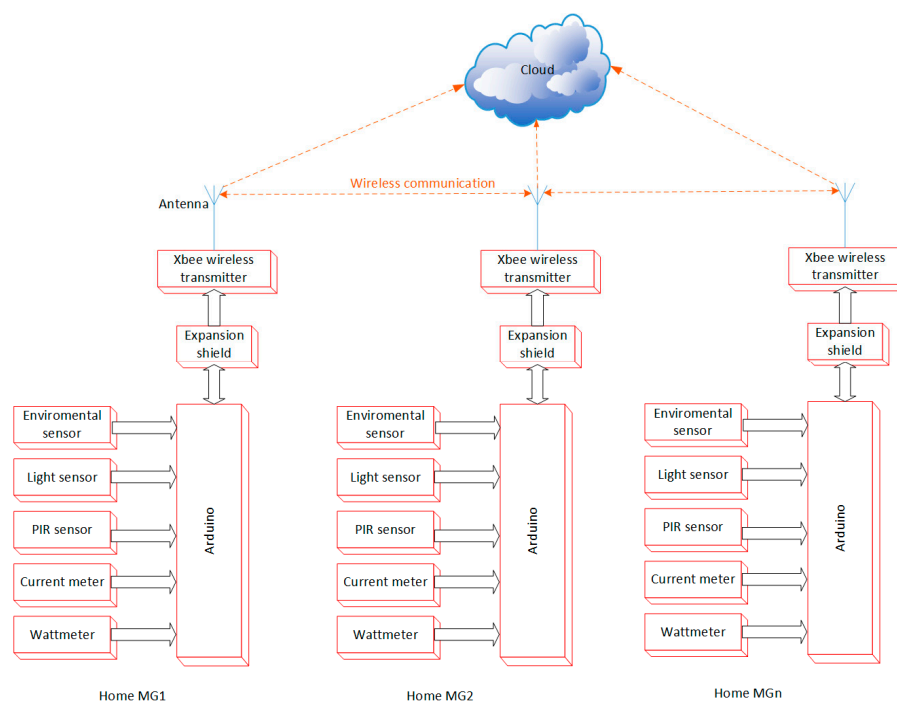 Cloud
Wireless communication
Antenna
Xbee wireless
transmitter
Xbee wireless
transmitter
Xbee wireless
transmitter
Expansion
shield
Expansion
shield
Expansion
shield
Enviromental
sensor
Light sensor
PIR sensor
Current meter
Wattmeter
Arduino
Enviromental
sensor
Light sensor
PIR sensor
Current meter
Wattmeter
Arduino
Enviromental
sensor
Light sensor
PIR sensor
Current meter
Wattmeter
Arduino
Home MG1
Home MG2
Home MGn